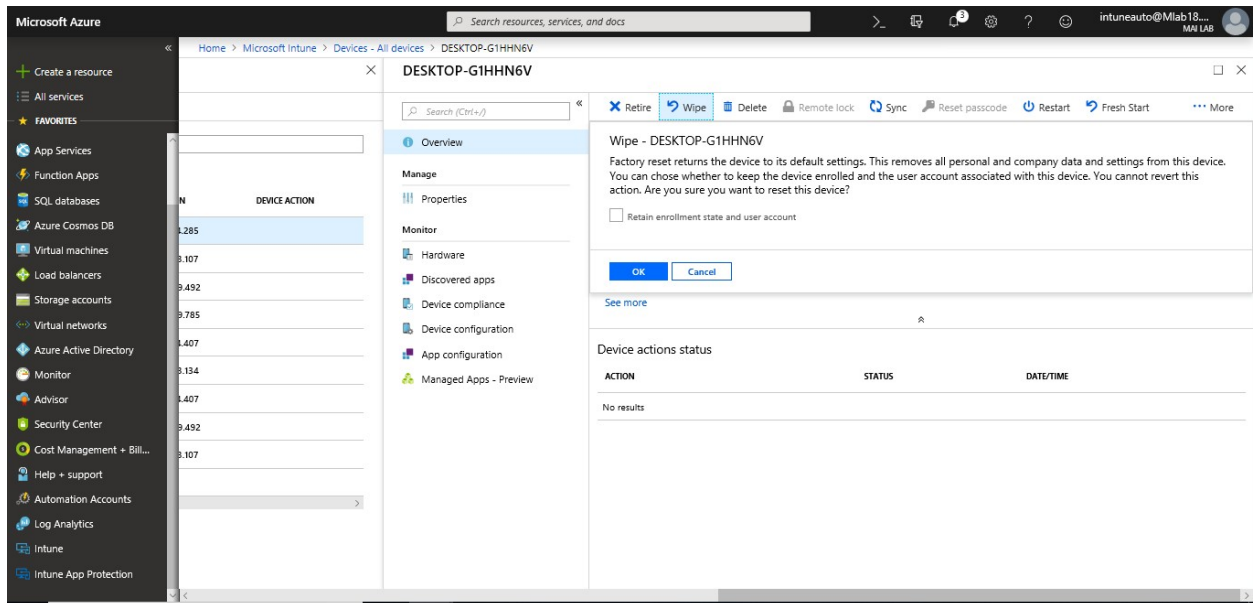 Microsoft Azure
Search resources, services, and docs
3
intuneauto@Mlab18....
MAI LAB
Home > Microsoft Intune > Devices - All devices > DESKTOP-G1HHN6V
Create a resource
All services
FAVORITES
App Services
Function Apps
SQL databases
Azure Cosmos DB
Virtual machines
Load balancers
Storage accounts
Virtual networks
Azure Active Directory
Monitor
Advisor
Security Center
Cost Management + Bill...
Help + support
Automation Accounts
Log Analytics
Intune
Intune App Protection
N DEVICE ACTION
.285
.107
.492
.785
.407
.134
.407
.492
.107
DESKTOP-G1HHN6V
Search (Ctrl+/)
Overview
Manage
Properties
Monitor
Hardware
Discovered apps
Device compliance
Device configuration
App configuration
Managed Apps - Preview
Retire Wipe Delete Remote lock Sync Reset passcode Restart Fresh Start More
Wipe - DESKTOP-G1HHN6V
Factory reset returns the device to its default settings. This removes all personal and company data and settings from this device.
You can chose whether to keep the device enrolled and the user account associated with this device. You cannot revert this
action. Are you sure you want to reset this device?
Retain enrollment state and user account
OK Cancel
See more
Device actions status
ACTION STATUS DATE/TIME
No results